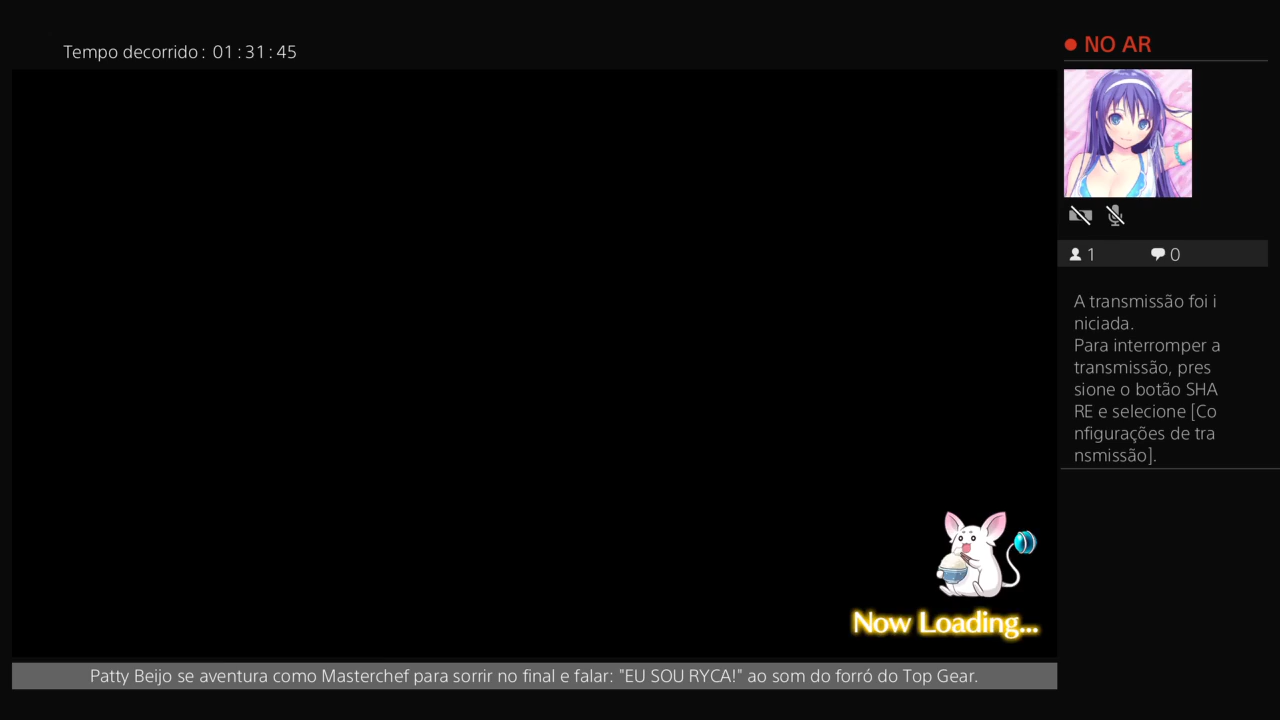 Tempo decorrido: 01:31:45
NO AR
1 0
A transmissão foi i
niciada.
Para interromper a
transmissão, pres
sione o botão SHA
RE e selecione [Co
nfigurações de tra
nsmissão].
Now Loading...
Patty Beijo se aventura como Masterchef para sorrir no final e falar: "EU SOU RYCA!" ao som do forró do Top Gear.